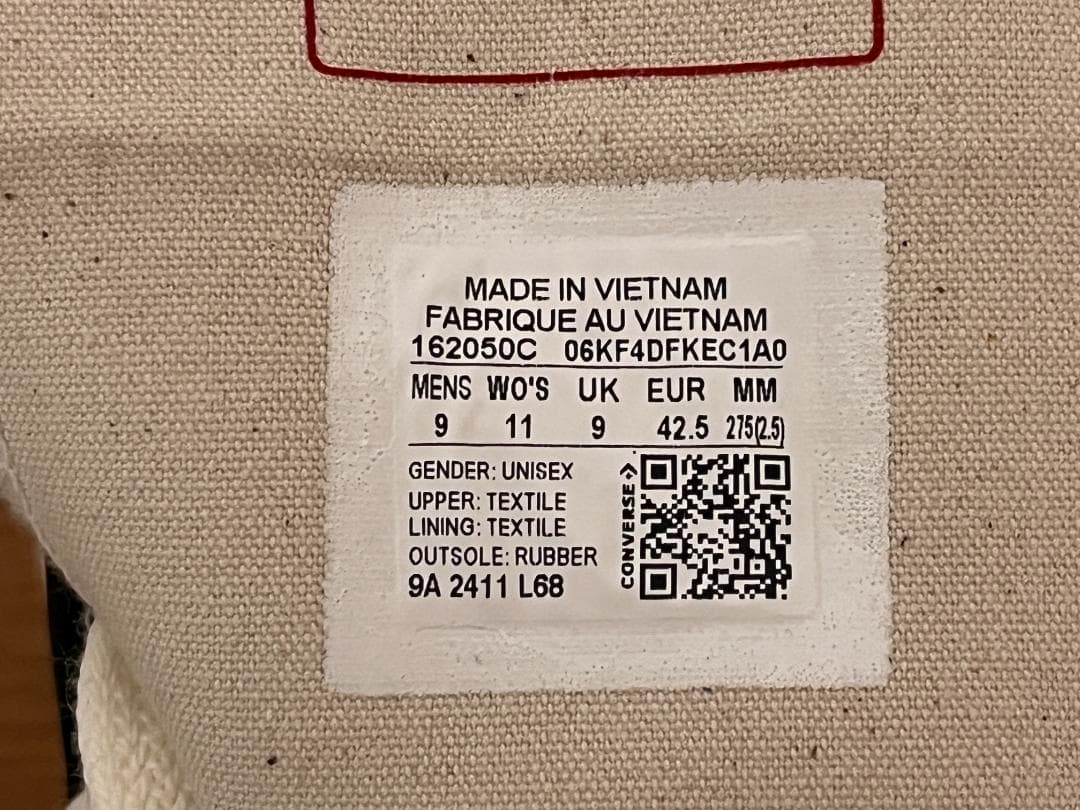 MADE IN VIETNAM
FABRIQUE AU VIETNAM
162050C 06KF4DFKEC1A0
MENS WO'S UK EUR MM
9 11 9 42.5 275(2.5)
GENDER: UNISEX
UPPER: TEXTILE
LINING: TEXTILE
OUTSOLE: RUBBER
9A 2411 L68
CONVERSE